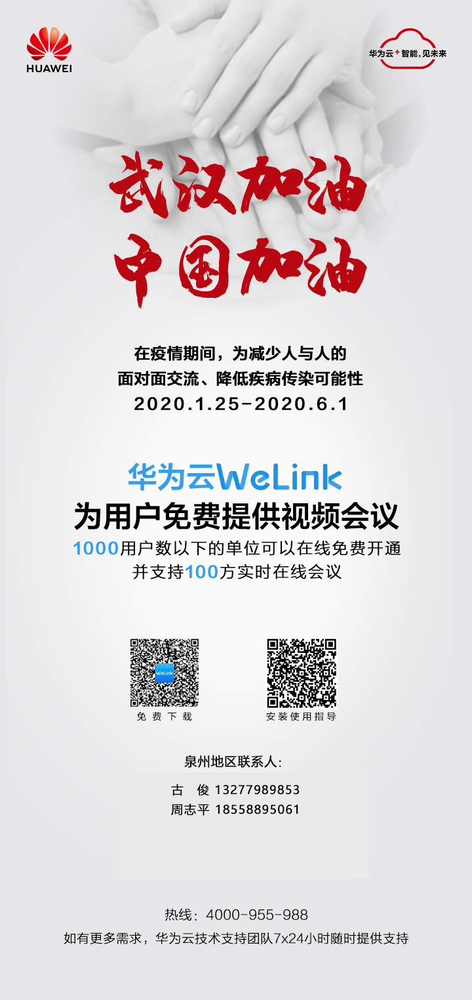 HUAWEI
华为云+智能,见未来
武汉加油
中国加油
在疫情期间，为减少人与人的
面对面交流、降低疾病传染可能性
2020.1.25-2020.6.1
华为云WeLink
为用户免费提供视频会议
1000用户数以下的单位可以在线免费开通
并支持100方实时在线会议
WeLink
免费下载
安装使用指导
泉州地区联系人:
古 俊 13277989853
周志平 18558895061
热线：4000-955-988
如有更多需求，华为云技术支持团队7x24小时随时提供支持